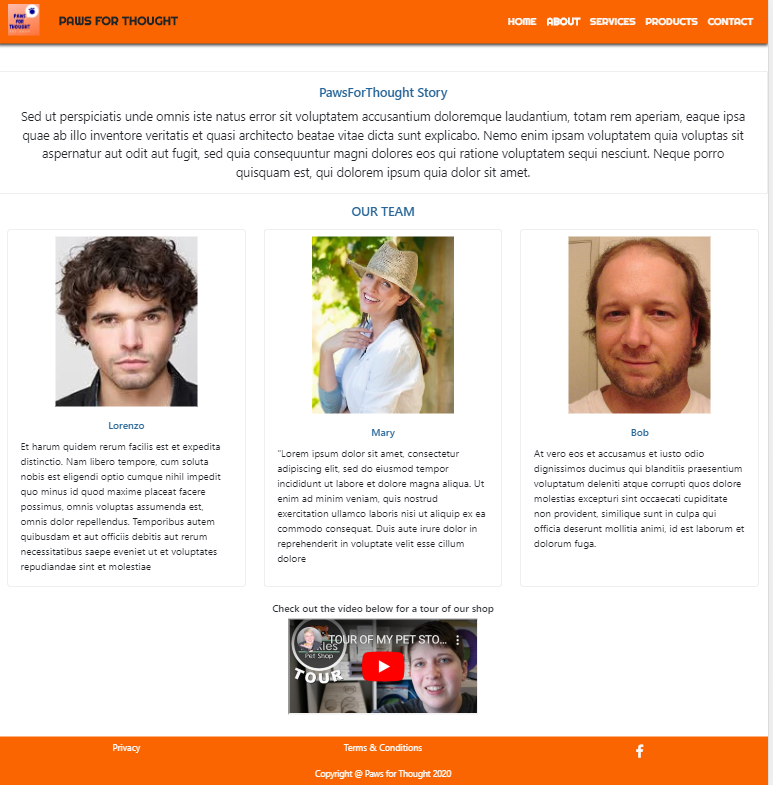 PAWS
FOR
THOUGHT
PAWS FOR THOUGHT
HOME ABOUT SERVICES PRODUCTS CONTACT
PawsForThought Story
Sed ut perspiciatis unde omnis iste natus error sit voluptatem accusantium doloremque laudantium, totam rem aperiam, eaque ipsa
quae ab illo inventore veritatis et quasi architecto beatae vitae dicta sunt explicabo. Nemo enim ipsam voluptatem quia voluptas sit
aspernatur aut odit aut fugit, sed quia consequuntur magni dolores eos qui ratione voluptatem sequi nesciunt. Neque porro
quisquam est, qui dolorem ipsum quia dolor sit amet.
OUR TEAM
Lorenzo
Et harum quidem rerum facilis est et expedita
distinctio. Nam libero tempore, cum soluta
nobis est eligendi optio cumque nihil impedit
quo minus id quod maxime placeat facere
possimus, omnis voluptas assumenda est,
omnis dolor repellendus. Temporibus autem
quibusdam et aut officiis debitis aut rerum
necessitatibus saepe eveniet ut et voluptates
repudiandae sint et molestiae
Mary
"Lorem ipsum dolor sit amet, consectetur
adipiscing elit, sed do eiusmod tempor
incididunt ut labore et dolore magna aliqua. Ut
enim ad minim veniam, quis nostrud
exercitation ullamco laboris nisi ut aliquip ex ea
commodo consequat. Duis aute irure dolor in
reprehenderit in voluptate velit esse cillum
dolore
Bob
At vero eos et accusamus et iusto odio
dignissimos ducimus qui blanditiis praesentium
voluptatum deleniti atque corrupti quos dolore
molestias excepturi sint occaecati cupiditate
non provident, similique sunt in culpa qui
officia deserunt mollitia animi, id est laborum et
dolorum fuga.
Check out the video below for a tour of our shop
TOUR OF MY PET STO...
Pet Shop
TOUR
Privacy
Terms & Conditions
Copyright @ Paws for Thought 2020